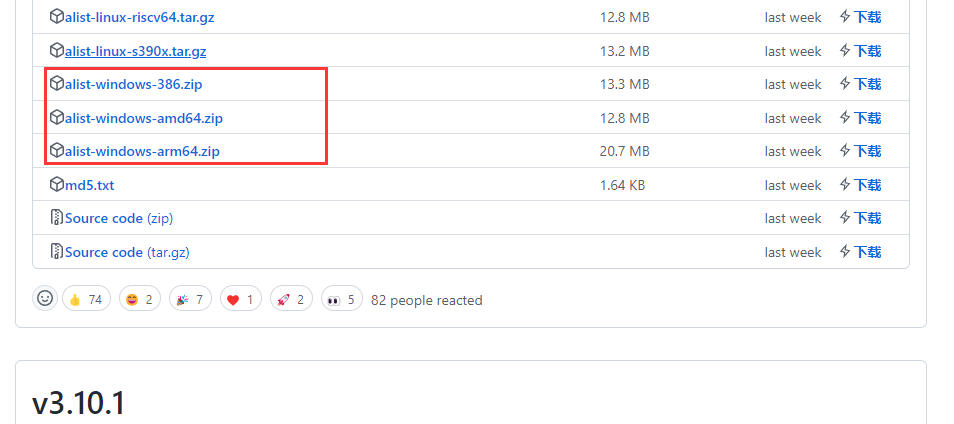 alist-linux-riscv64.tar.gz 12.8 MB last week 下载
alist-linux-s390x.tar.gz 13.2 MB last week 下载
alist-windows-386.zip 13.3 MB last week 下载
alist-windows-amd64.zip 12.8 MB last week 下载
alist-windows-arm64.zip 20.7 MB last week 下载
md5.txt 1.64 KB last week 下载
Source code (zip) last week 下载
Source code (tar.gz) last week 下载
74 2 7 1 2 5 82 people reacted
v3.10.1